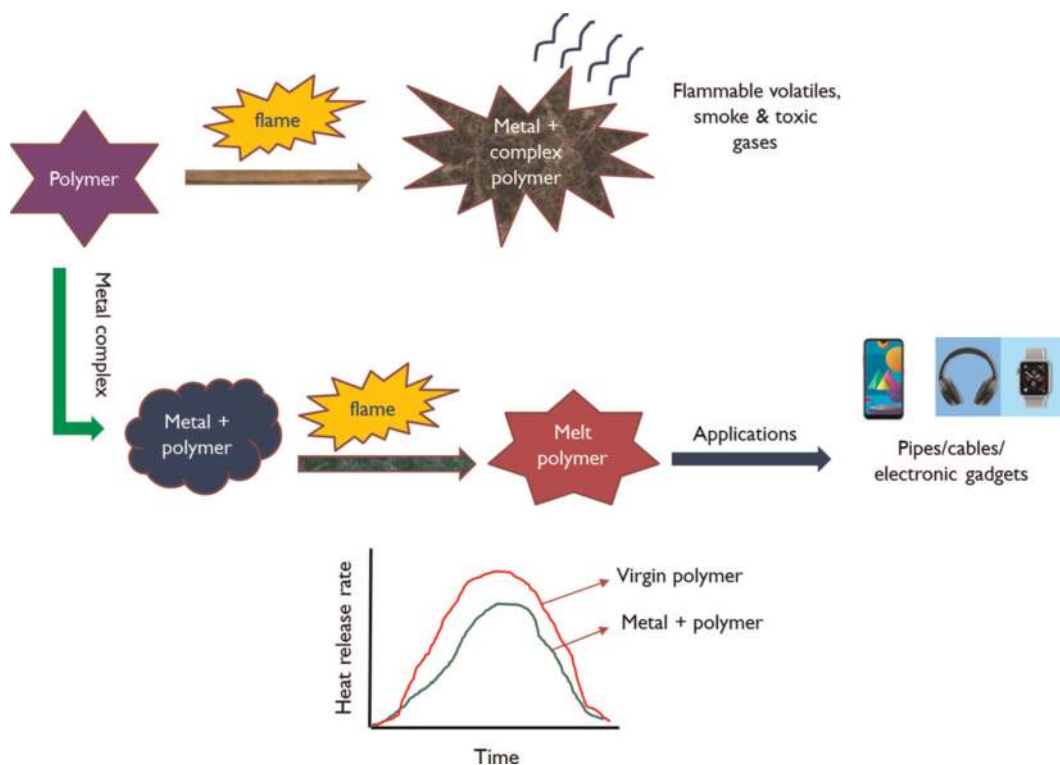 flame
Flammable volatiles,
smoke & toxic
gases
Metal +
complex
polymer
Polymer
Metal complex
Metal +
polymer
flame
Melt
polymer
Applications
Pipes/cables/
electronic gadgets
Heat release rate
Virgin polymer
Metal + polymer
Time